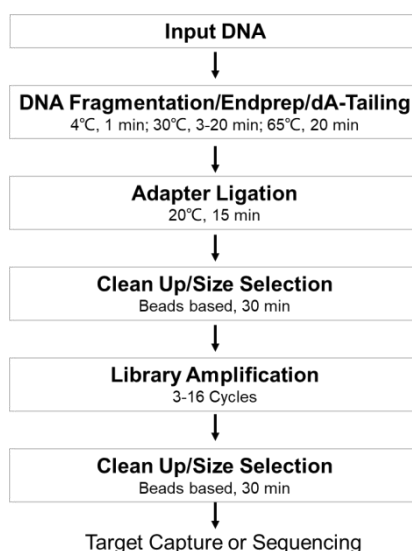 Input DNA
DNA Fragmentation/Endprep/dA-Tailing
4℃, 1 min; 30℃, 3-20 min; 65℃, 20 min
Adapter Ligation
20℃, 15 min
Clean Up/Size Selection
Beads based, 30 min
Library Amplification
3-16 Cycles
Clean Up/Size Selection
Beads based, 30 min
Target Capture or Sequencing